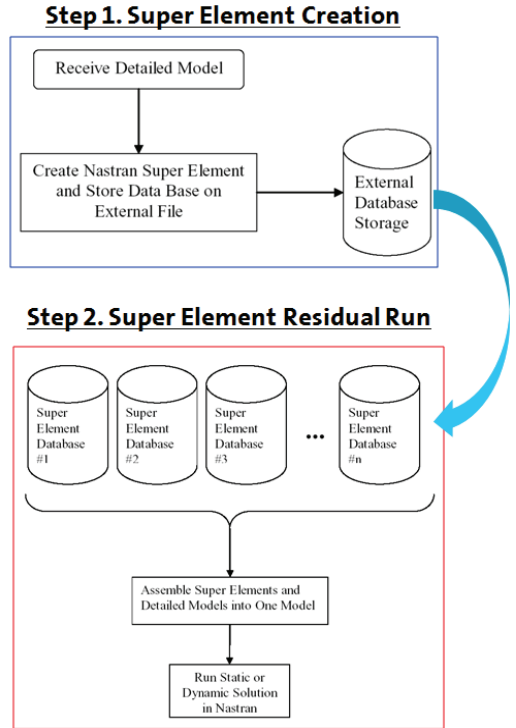 Step 1. Super Element Creation
Receive Detailed Model
Create Nastran Super Element
and Store Data Base on
External File
External
Database
Storage
Step 2. Super Element Residual Run
Super
Element
Database
#1
Super
Element
Database
#2
Super
Element
Database
#3
...
Super
Element
Database
#n
Assemble Super Elements and
Detailed Models into One Model
Run Static or
Dynamic Solution
in Nastran